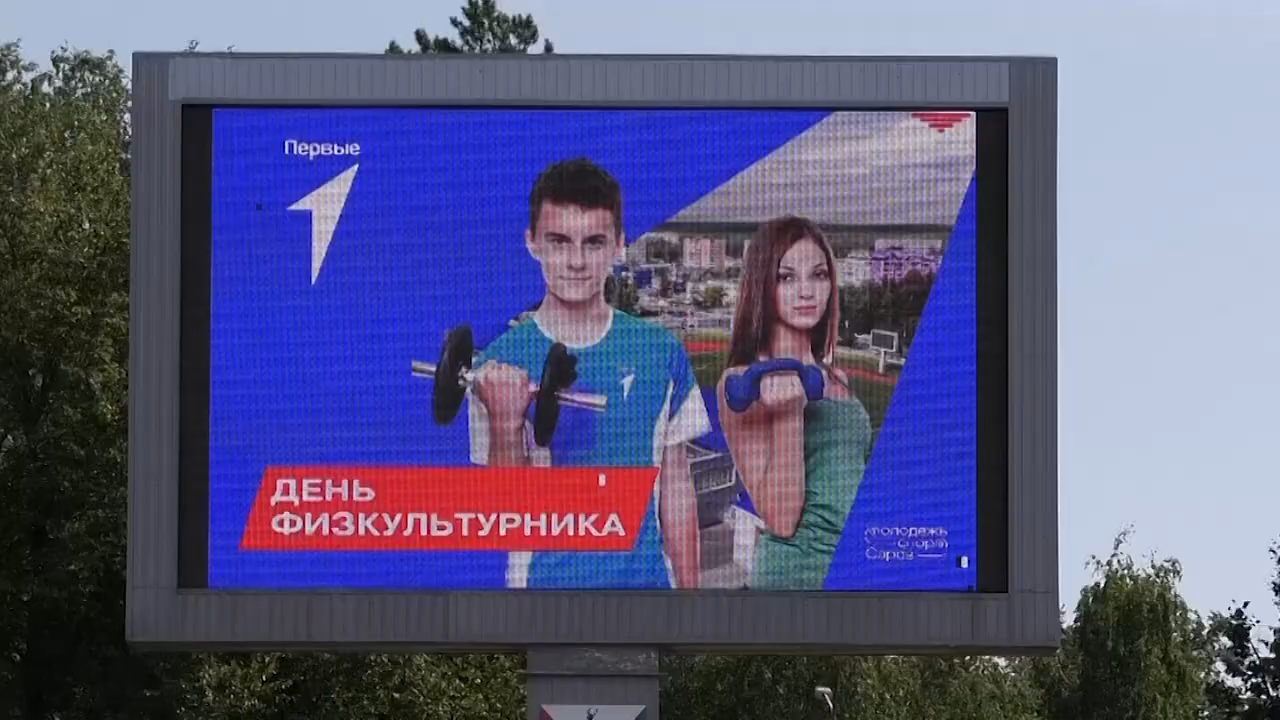 Первые
ДЕНЬ
ФИЗКУЛЬТУРНИКА
молодежь
спорт
Саров